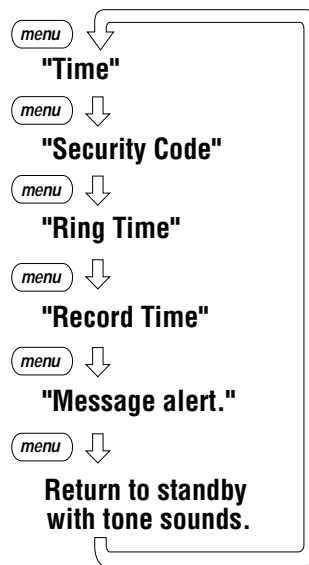 menu
"Time"
menu
"Security Code"
menu
"Ring Time"
menu
"Record Time"
menu
"Message alert."
menu
Return to standby
with tone sounds.